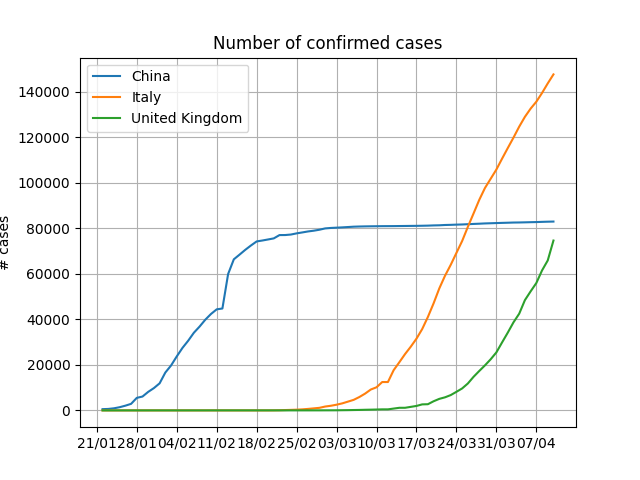 Number of confirmed cases
China
Italy
United Kingdom
140000
120000
100000
80000
60000
40000
20000
0
# cases
21/01 28/01 04/02 11/02 18/02 25/02 03/03 10/03 17/03 24/03 31/03 07/04